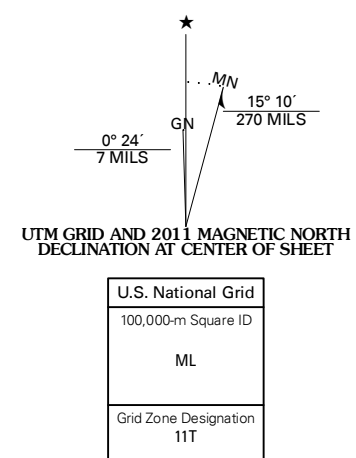 MN
15° 10´
270 MILS
GN
0° 24´
7 MILS
UTM GRID AND 2011 MAGNETIC NORTH
DECLINATION AT CENTER OF SHEET
U.S. National Grid
100,000-m Square ID
ML
Grid Zone Designation
11T